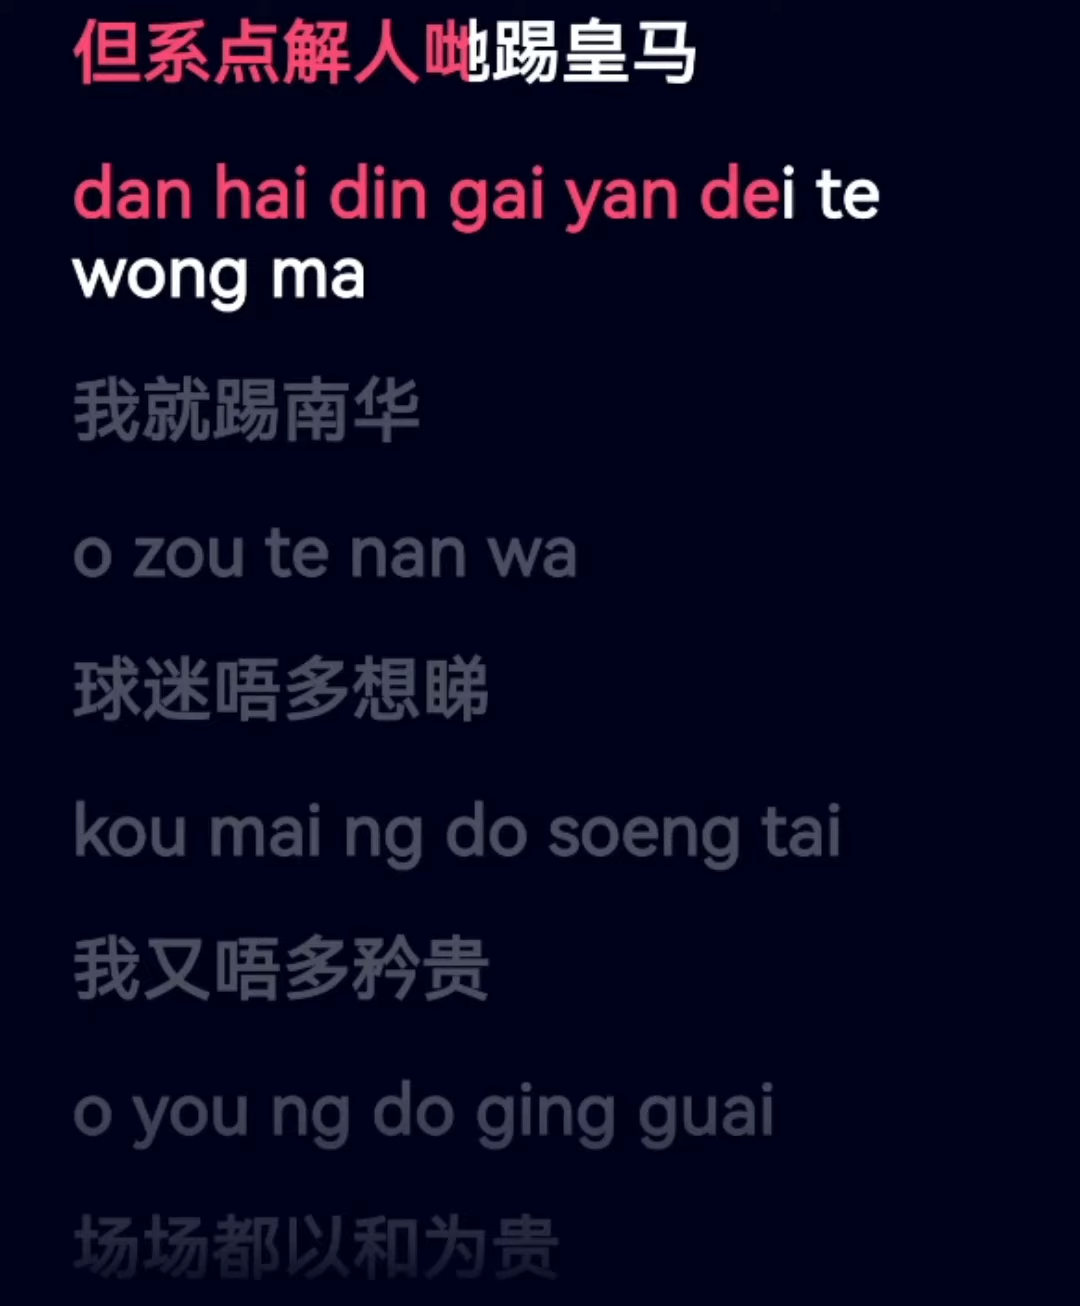 但系点解人哋踢皇马
dan hai din gai yan dei te
wong ma
我就踢南华
o zou te nan wa
球迷唔多想睇
kou mai ng do soeng tai
我又唔多矜贵
o you ng do ging guai
场场都以和为贵